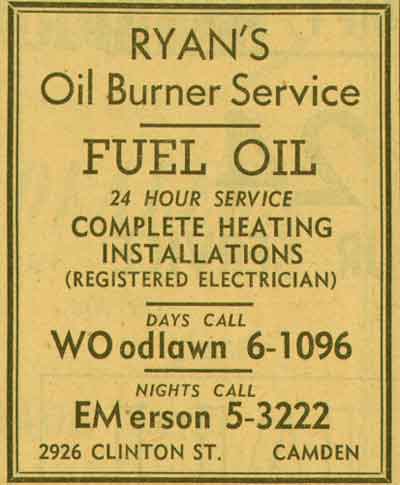 RYAN'S
Oil Burner Service
FUEL OIL
24 HOUR SERVICE
COMPLETE HEATING
INSTALLATIONS
(REGISTERED ELECTRICIAN)
DAYS CALL
WOodlawn 6-1096
NIGHTS CALL
EMerson 5-3222
2926 CLINTON ST. CAMDEN